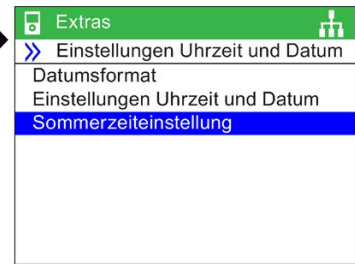 Extras
Einstellungen Uhrzeit und Datum
Datumsformat
Einstellungen Uhrzeit und Datum
Sommerzeiteinstellung